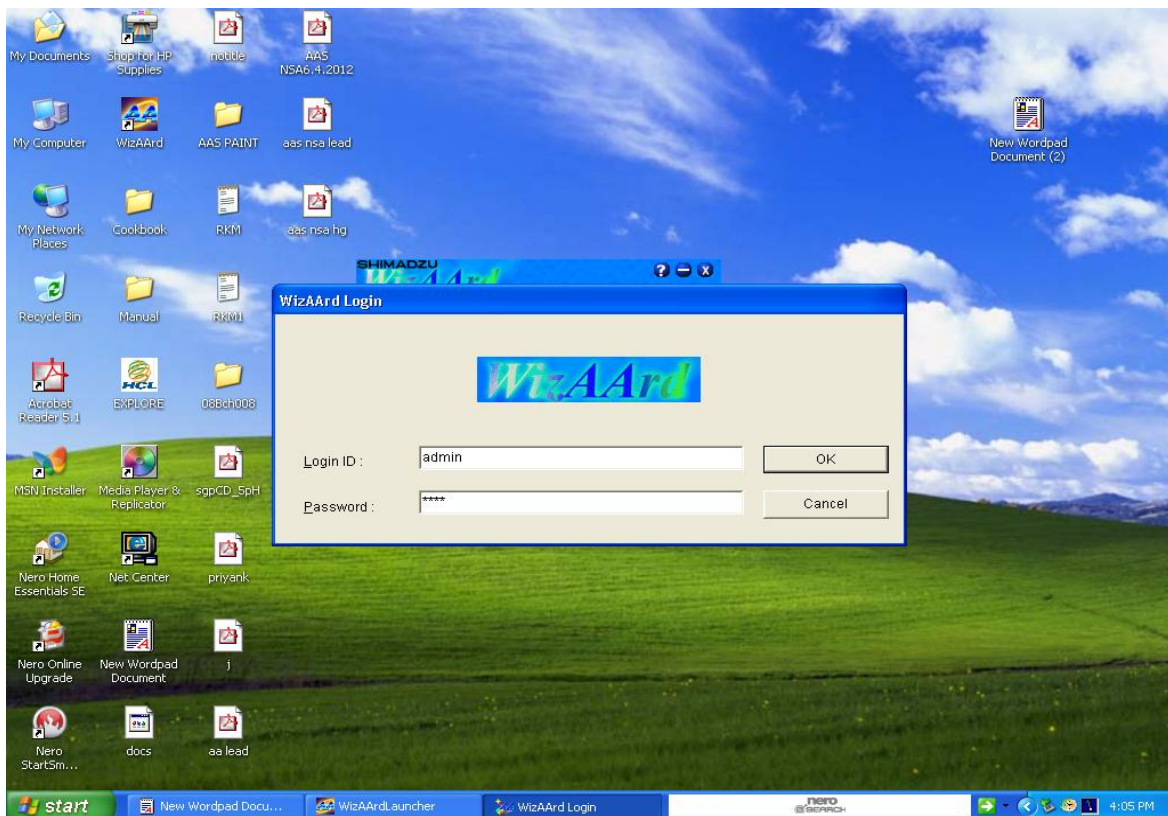 My Documents
Shop for HP
Supplies
notitle
AAS
NSA6.4.2012
My Computer
WizAArd
AAS PAINT
aas nsa lead
New Wordpad
Document (2)
My Network
Places
Cookbook
RKM
aas nsa hg
Recycle Bin
Manual
RKM1
SHIMADZU
WizAArd
WizAArd Login
WizAArd
Login ID :
admin
OK
Password :
****
Cancel
Acrobat
Reader 5.1
HCL
EXPLORE
08Bch008
MSN Installer
Media Player &
Replicator
sgpCD_5pH
Nero Home
Essentials SE
Net Center
priyank
Nero Online
Upgrade
New Wordpad
Document
j
Nero
StartSm...
docs
aa lead
start
New Wordpad Docu...
WizAArdLauncher
WizAArd Login
nero
SEARCH
4:05 PM